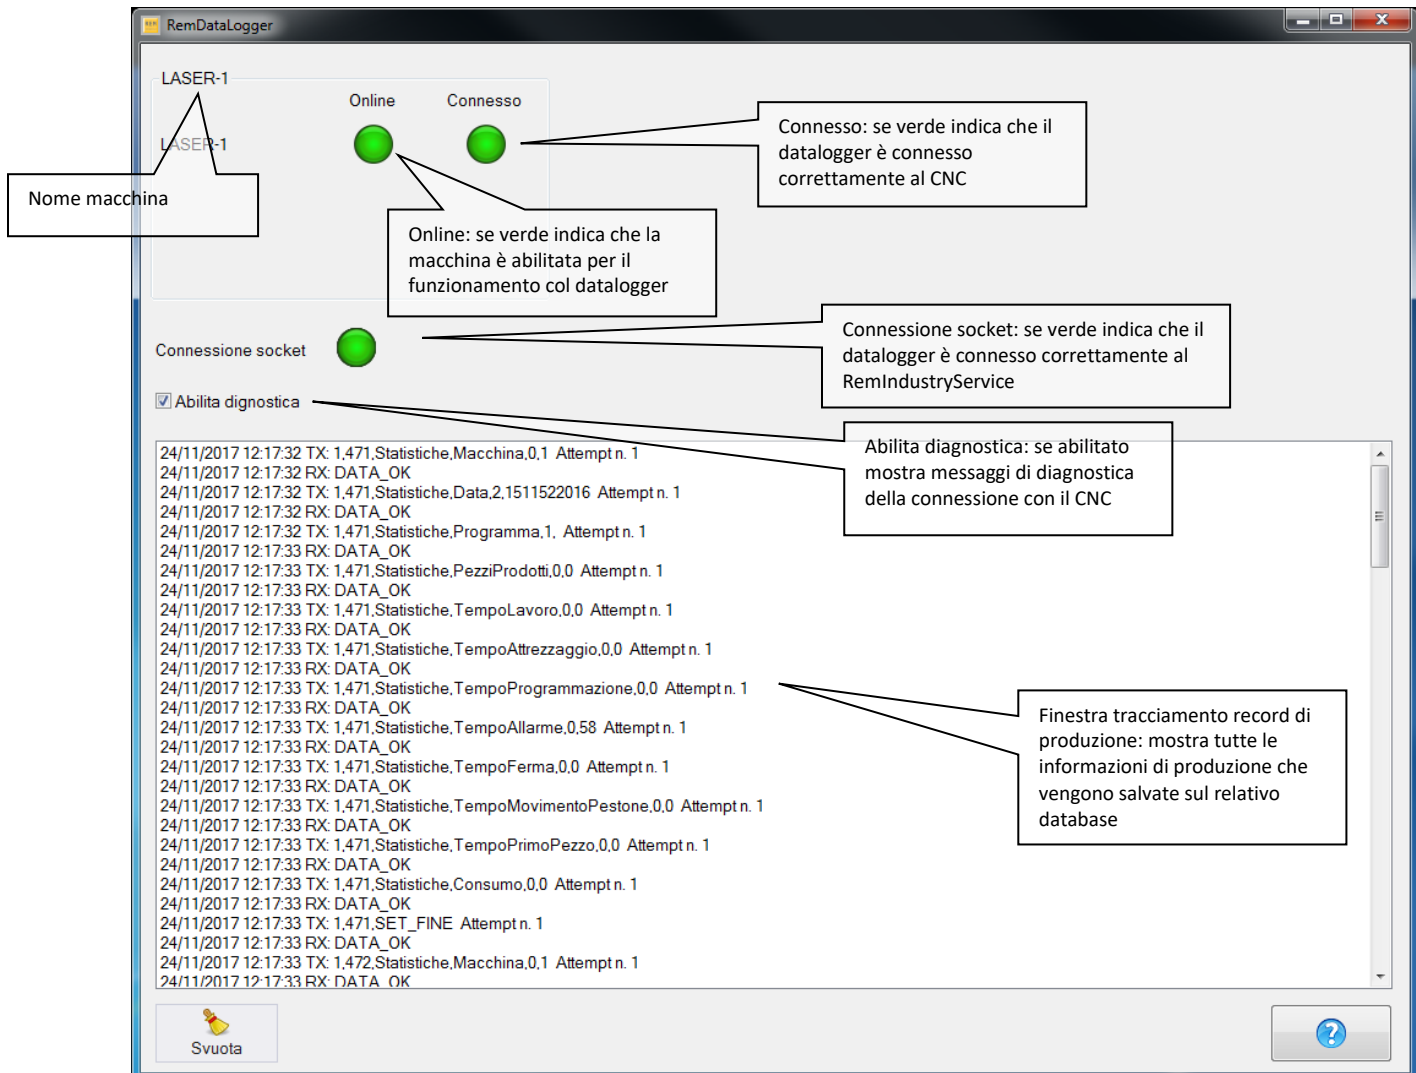 RemDataLogger
LASER-1
Online Connesso
LASER-1
Connesso: se verde indica che il
datalogger è connesso
correttamente al CNC
Nome macchina
Online: se verde indica che la
macchina è abilitata per il
funzionamento col datalogger
Connessione socket
Connessione socket: se verde indica che il
datalogger è connesso correttamente al
RemIndustryService
Abilita dignostica
Abilita diagnostica: se abilitato
mostra messaggi di diagnostica
della connessione con il CNC
24/11/2017 12:17:32 TX: 1,471,Statistiche,Macchina,0,1 Attempt n. 1
24/11/2017 12:17:32 RX: DATA_OK
24/11/2017 12:17:32 TX: 1,471,Statistiche,Data,2,1511522016 Attempt n. 1
24/11/2017 12:17:32 RX: DATA_OK
24/11/2017 12:17:32 TX: 1,471,Statistiche,Programma,1, Attempt n. 1
24/11/2017 12:17:33 RX: DATA_OK
24/11/2017 12:17:33 TX: 1,471,Statistiche,PezziProdotti,0,0 Attempt n. 1
24/11/2017 12:17:33 RX: DATA_OK
24/11/2017 12:17:33 TX: 1,471,Statistiche,TempoLavoro,0,0 Attempt n. 1
24/11/2017 12:17:33 RX: DATA_OK
24/11/2017 12:17:33 TX: 1,471,Statistiche,TempoAttrezzaggio,0,0 Attempt n. 1
24/11/2017 12:17:33 RX: DATA_OK
24/11/2017 12:17:33 TX: 1,471,Statistiche,TempoProgrammazione,0,0 Attempt n. 1
24/11/2017 12:17:33 RX: DATA_OK
24/11/2017 12:17:33 TX: 1,471,Statistiche,TempoAllarme,0,58 Attempt n. 1
24/11/2017 12:17:33 RX: DATA_OK
24/11/2017 12:17:33 TX: 1,471,Statistiche,TempoFerma,0,0 Attempt n. 1
24/11/2017 12:17:33 RX: DATA_OK
24/11/2017 12:17:33 TX: 1,471,Statistiche,TempoMovimentoPestone,0,0 Attempt n. 1
24/11/2017 12:17:33 RX: DATA_OK
24/11/2017 12:17:33 TX: 1,471,Statistiche,TempoPrimoPezzo,0,0 Attempt n. 1
24/11/2017 12:17:33 RX: DATA_OK
24/11/2017 12:17:33 TX: 1,471,Statistiche,Consumo,0,0 Attempt n. 1
24/11/2017 12:17:33 RX: DATA_OK
24/11/2017 12:17:33 TX: 1,471,SET_FINE Attempt n. 1
24/11/2017 12:17:33 RX: DATA_OK
24/11/2017 12:17:33 TX: 1,472,Statistiche,Macchina,0,1 Attempt n. 1
24/11/2017 12:17:33 RX: DATA_OK
Finestra tracciamento record di
produzione: mostra tutte le
informazioni di produzione che
vengono salvate sul relativo
database
Svuota